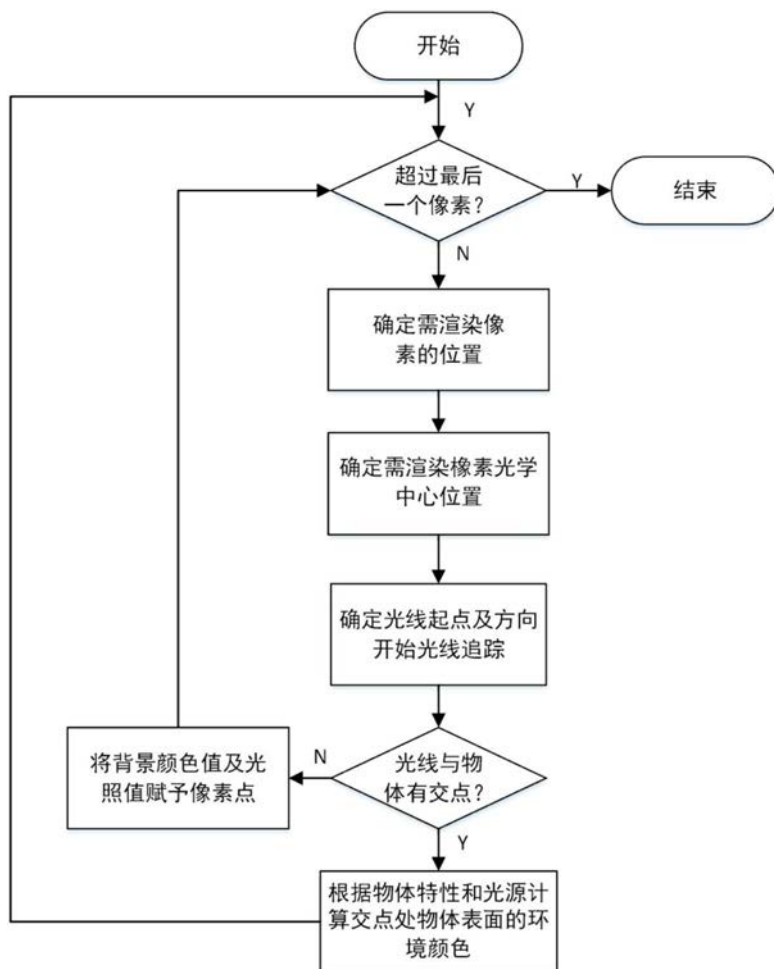 开始
Y
超过最后
一个像素？
Y
结束
N
确定需渲染像
素的位置
确定需渲染橡素光学
中心位置
确定光线起点及方向
开始光线追踪
将背景颜色值及光
照值赋予像素点
N
光线与物
体有交点？
Y
根据物体特性和光源计
算交点处物体表面的环
境颜色